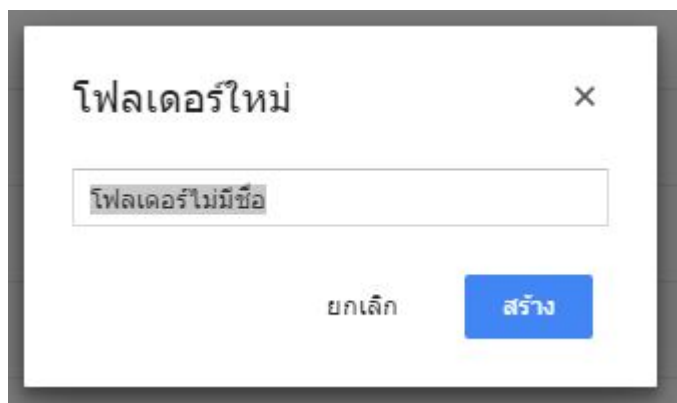 โฟลเดอร์ใหม่
โฟลเดอร์ไม่มีชื่อ
ยกเลิก สร้าง